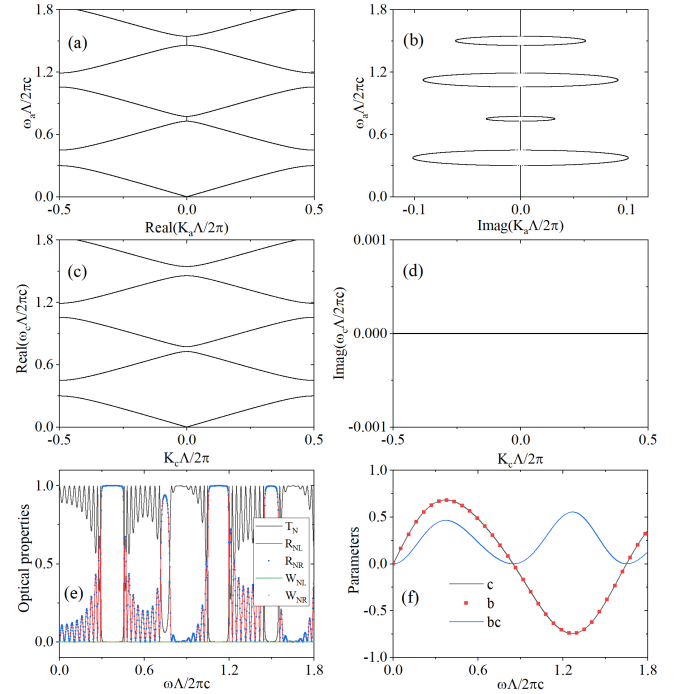 1.8
1.2
0.6
0.0
ω_aΛ/2πc
(a)
-0.5 0.0 0.5
Real(K_aΛ/2π)
1.8
1.2
0.6
0.0
ω_aΛ/2πc
(b)
-0.1 0.0 0.1
Imag(K_aΛ/2π)
1.8
1.2
0.6
0.0
Real(ω_cΛ/2πc)
(c)
-0.5 0.0 0.5
K_cΛ/2π
0.001
0.000
-0.001
Imag(ω_cΛ/2πc)
(d)
-0.5 0.0 0.5
K_cΛ/2π
1.0
0.5
0.0
Optical properties
(e)
T_N
R_NL
R_NR
W_NL
W_NR
0.0 0.6 1.2 1.8
ωΛ/2πc
1.0
0.5
0.0
-0.5
-1.0
Parameters
c
b
bc
(f)
0.0 0.6 1.2 1.8
ωΛ/2πc